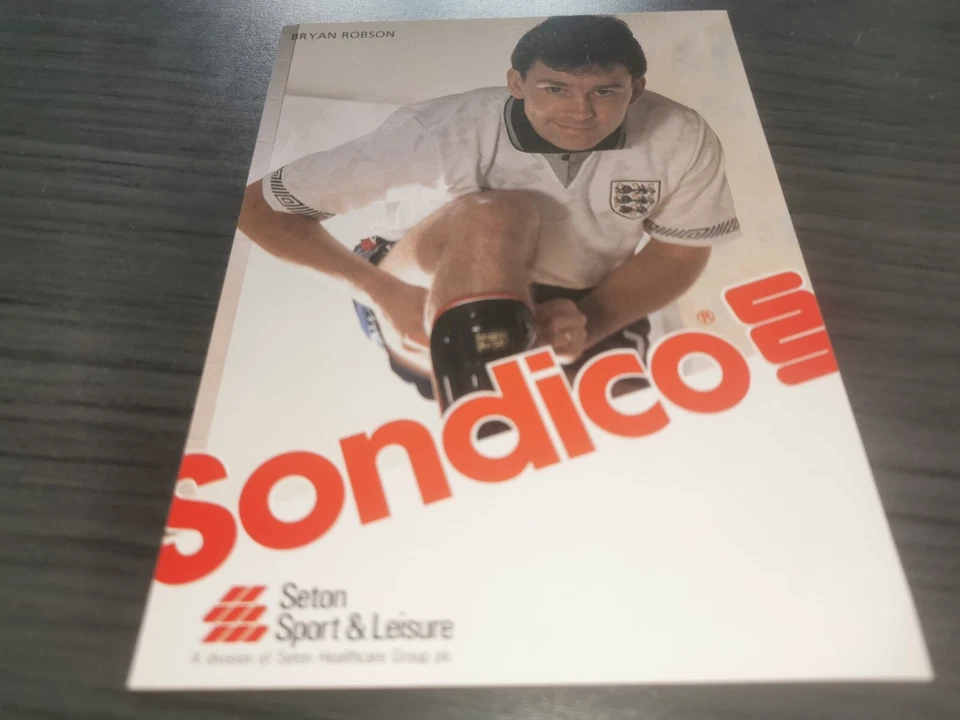 BRYAN ROBSON
Sondico®
Seton
Sport & Leisure
A division of Seton Healthcare Group plc